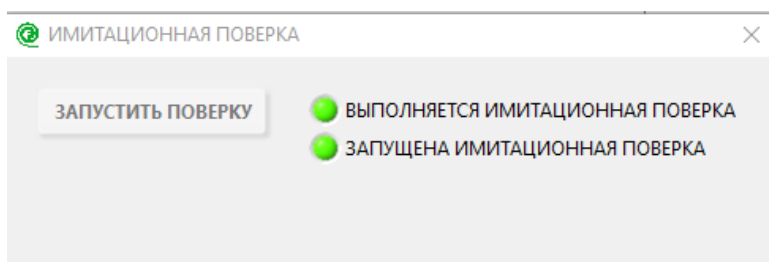 ИМИТАЦИОННАЯ ПОВЕРКА
ЗАПУСТИТЬ ПОВЕРКУ
ВЫПОЛНЯЕТСЯ ИМИТАЦИОННАЯ ПОВЕРКА
ЗАПУЩЕНА ИМИТАЦИОННАЯ ПОВЕРКА